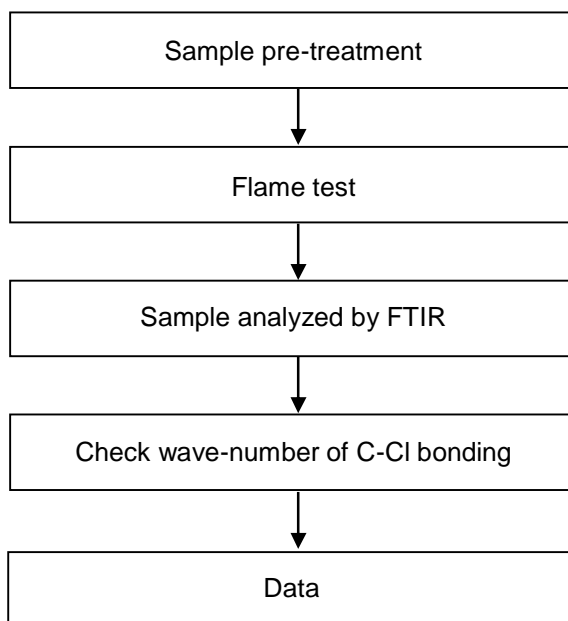 Sample pre-treatment
Flame test
Sample analyzed by FTIR
Check wave-number of C-Cl bonding
Data